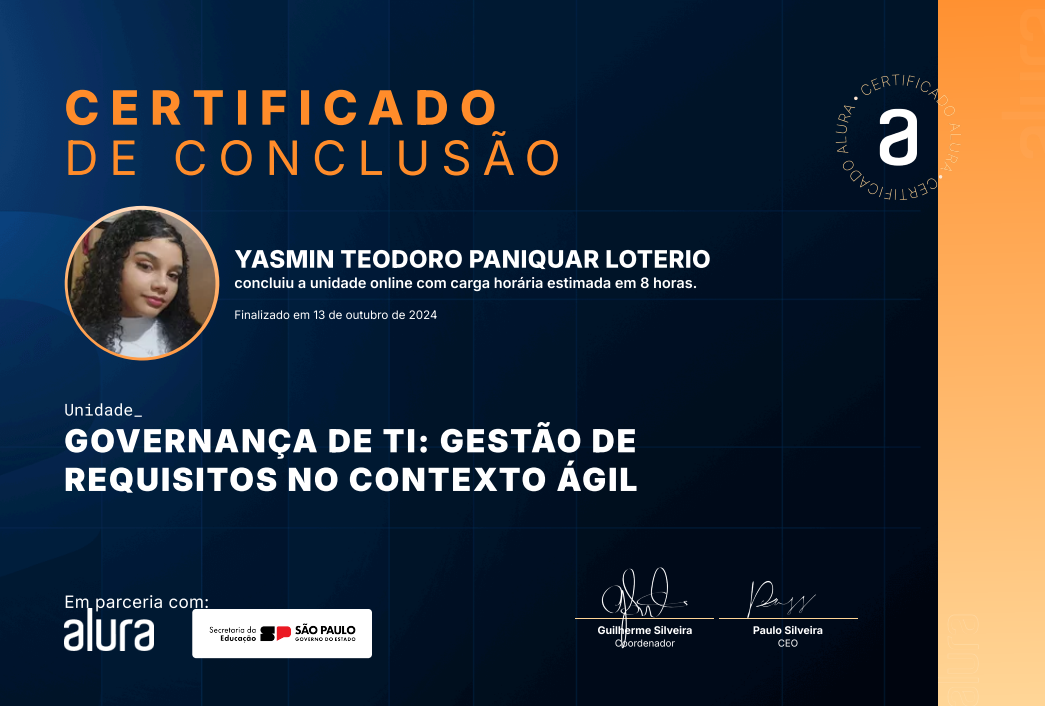 CERTIFICADO
DE CONCLUSÃO
CERTIFICADO ALURA • CERTIFICADO ALURA •
a
YASMIN TEODORO PANIQUAR LOTERIO
concluiu a unidade online com carga horária estimada em 8 horas.
Finalizado em 13 de outubro de 2024
Unidade_
GOVERNANÇA DE TI: GESTÃO DE
REQUISITOS NO CONTEXTO ÁGIL
Em parceria com:
alura
Secretaria da
Educação
SP
SÃO PAULO
GOVERNO DO ESTADO
Guilherme Silveira
Coordenador
Paulo Silveira
CEO